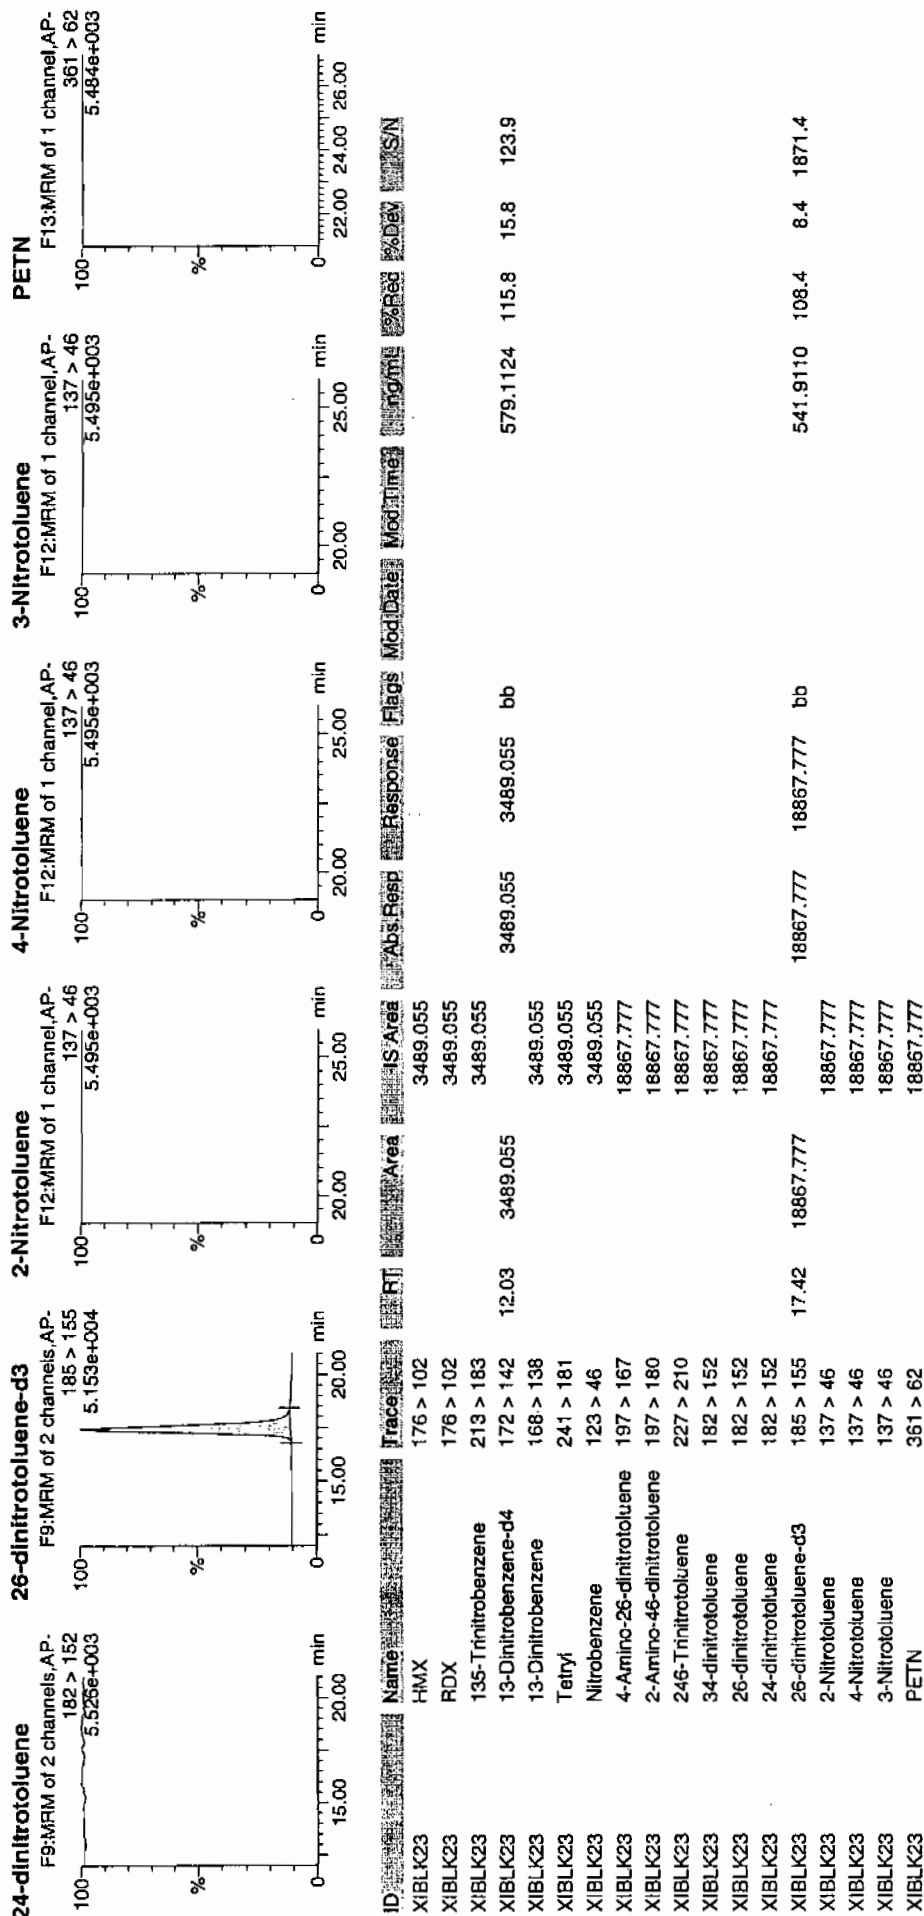 24-dinitrotoluene
F9:MRM of 2 channels,AP-
182 > 152
5.526e+003
100
%
0
15.00 20.00 min
26-dinitrotoluene-d3
F9:MRM of 2 channels,AP-
185 > 155
5.153e+004
100
%
0
15.00 20.00 min
2-Nitrotoluene
F12:MRM of 1 channel,AP-
137 > 46
5.495e+003
100
%
0
20.00 25.00 min
4-Nitrotoluene
F12:MRM of 1 channel,AP-
137 > 46
5.495e+003
100
%
0
20.00 25.00 min
3-Nitrotoluene
F12:MRM of 1 channel,AP-
137 > 46
5.495e+003
100
%
0
20.00 25.00 min
PETN
F13:MRM of 1 channel,AP-
361 > 62
5.484e+003
100
%
0
22.00 24.00 26.00 min
ID Name Trace RT Area IS Area Abs.Resp Response Flags Mod.Date Mod.Time ng/mL %Rec %Dev S/N
XIBLK23 HMX 176 > 102 3489.055
XIBLK23 RDX 176 > 102 3489.055
XIBLK23 135-Trinitrobenzene 213 > 183 3489.055
XIBLK23 13-Dinitrobenzene-d4 172 > 142 12.03 3489.055 3489.055 3489.055 bb 579.1124 115.8 15.8 123.9
XIBLK23 13-Dinitrobenzene 168 > 138 3489.055
XIBLK23 Tetryl 241 > 181 3489.055
XIBLK23 Nitrobenzene 123 > 46 3489.055
XIBLK23 4-Amino-26-dinitrotoluene 197 > 167 18867.777
XIBLK23 2-Amino-46-dinitrotoluene 197 > 180 18867.777
XIBLK23 246-Trinitrotoluene 227 > 210 18867.777
XIBLK23 34-dinitrotoluene 182 > 152 18867.777
XIBLK23 26-dinitrotoluene 182 > 152 18867.777
XIBLK23 24-dinitrotoluene 182 > 152 18867.777
XIBLK23 26-dinitrotoluene-d3 185 > 155 17.42 18867.777 18867.777 18867.777 bb 541.9110 108.4 8.4 1871.4
XIBLK23 2-Nitrotoluene 137 > 46 18867.777
XIBLK23 4-Nitrotoluene 137 > 46 18867.777
XIBLK23 3-Nitrotoluene 137 > 46 18867.777
XIBLK23 PETN 361 > 62 18867.777